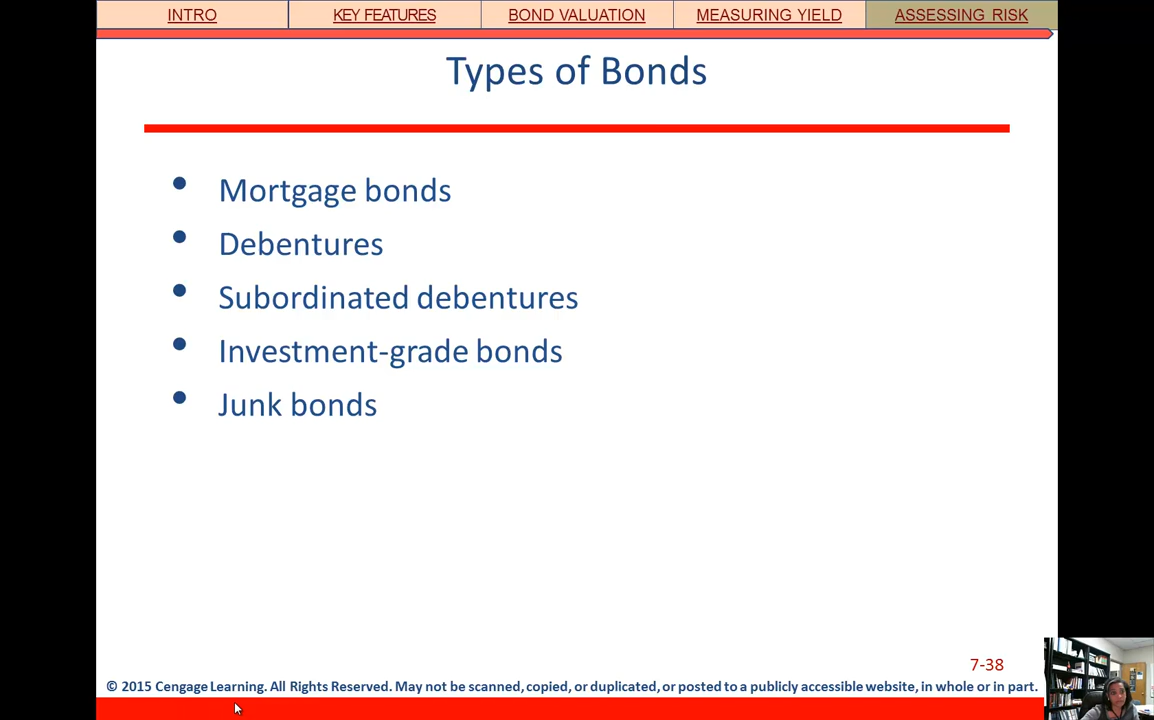 INTRO
KEY FEATURES
BOND VALUATION
MEASURING YIELD
ASSESSING RISK
Types of Bonds
• Mortgage bonds
• Debentures
• Subordinated debentures
• Investment-grade bonds
• Junk bonds
7-38
© 2015 Cengage Learning. All Rights Reserved. May not be scanned, copied, or duplicated, or posted to a publicly accessible website, in whole or in part.